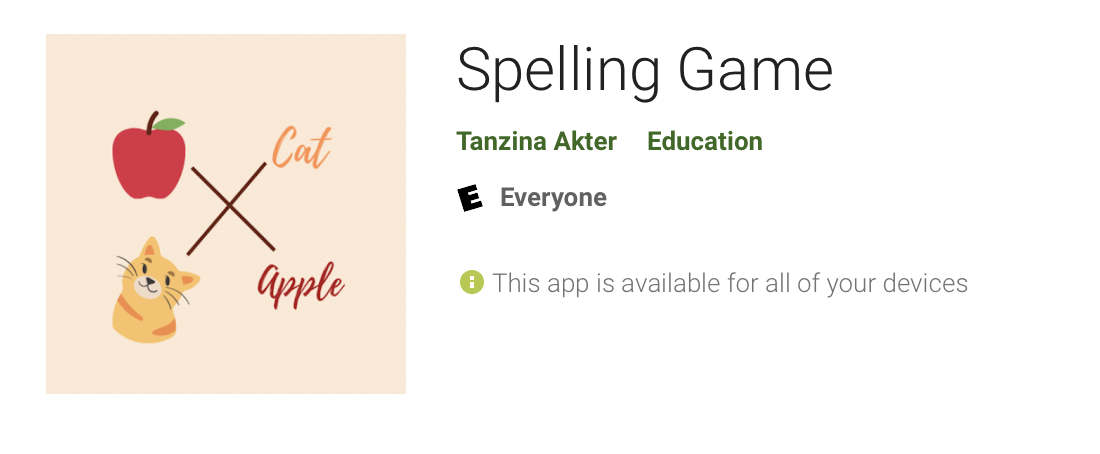 Spelling Game
Tanzina Akter Education
E Everyone
This app is available for all of your devices
Cat
Apple